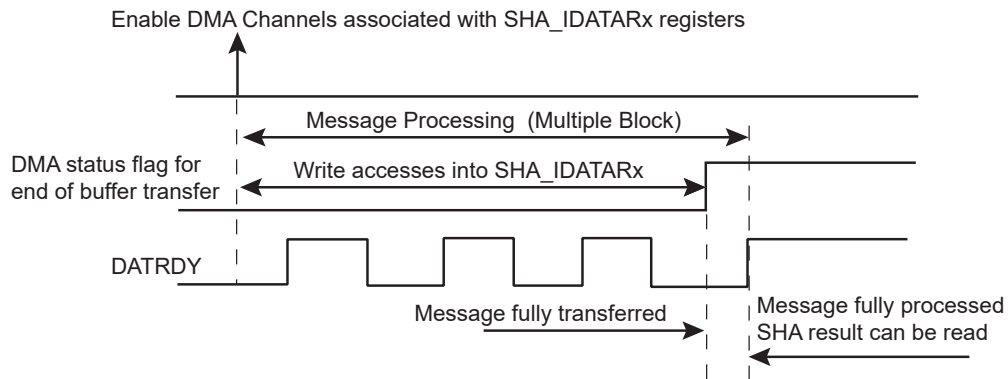 Enable DMA Channels associated with SHA_IDATARx registers
Message Processing (Multiple Block)
DMA status flag for
end of buffer transfer
Write accesses into SHA_IDATARx
DATRDY
Message fully transferred
Message fully processed
SHA result can be read